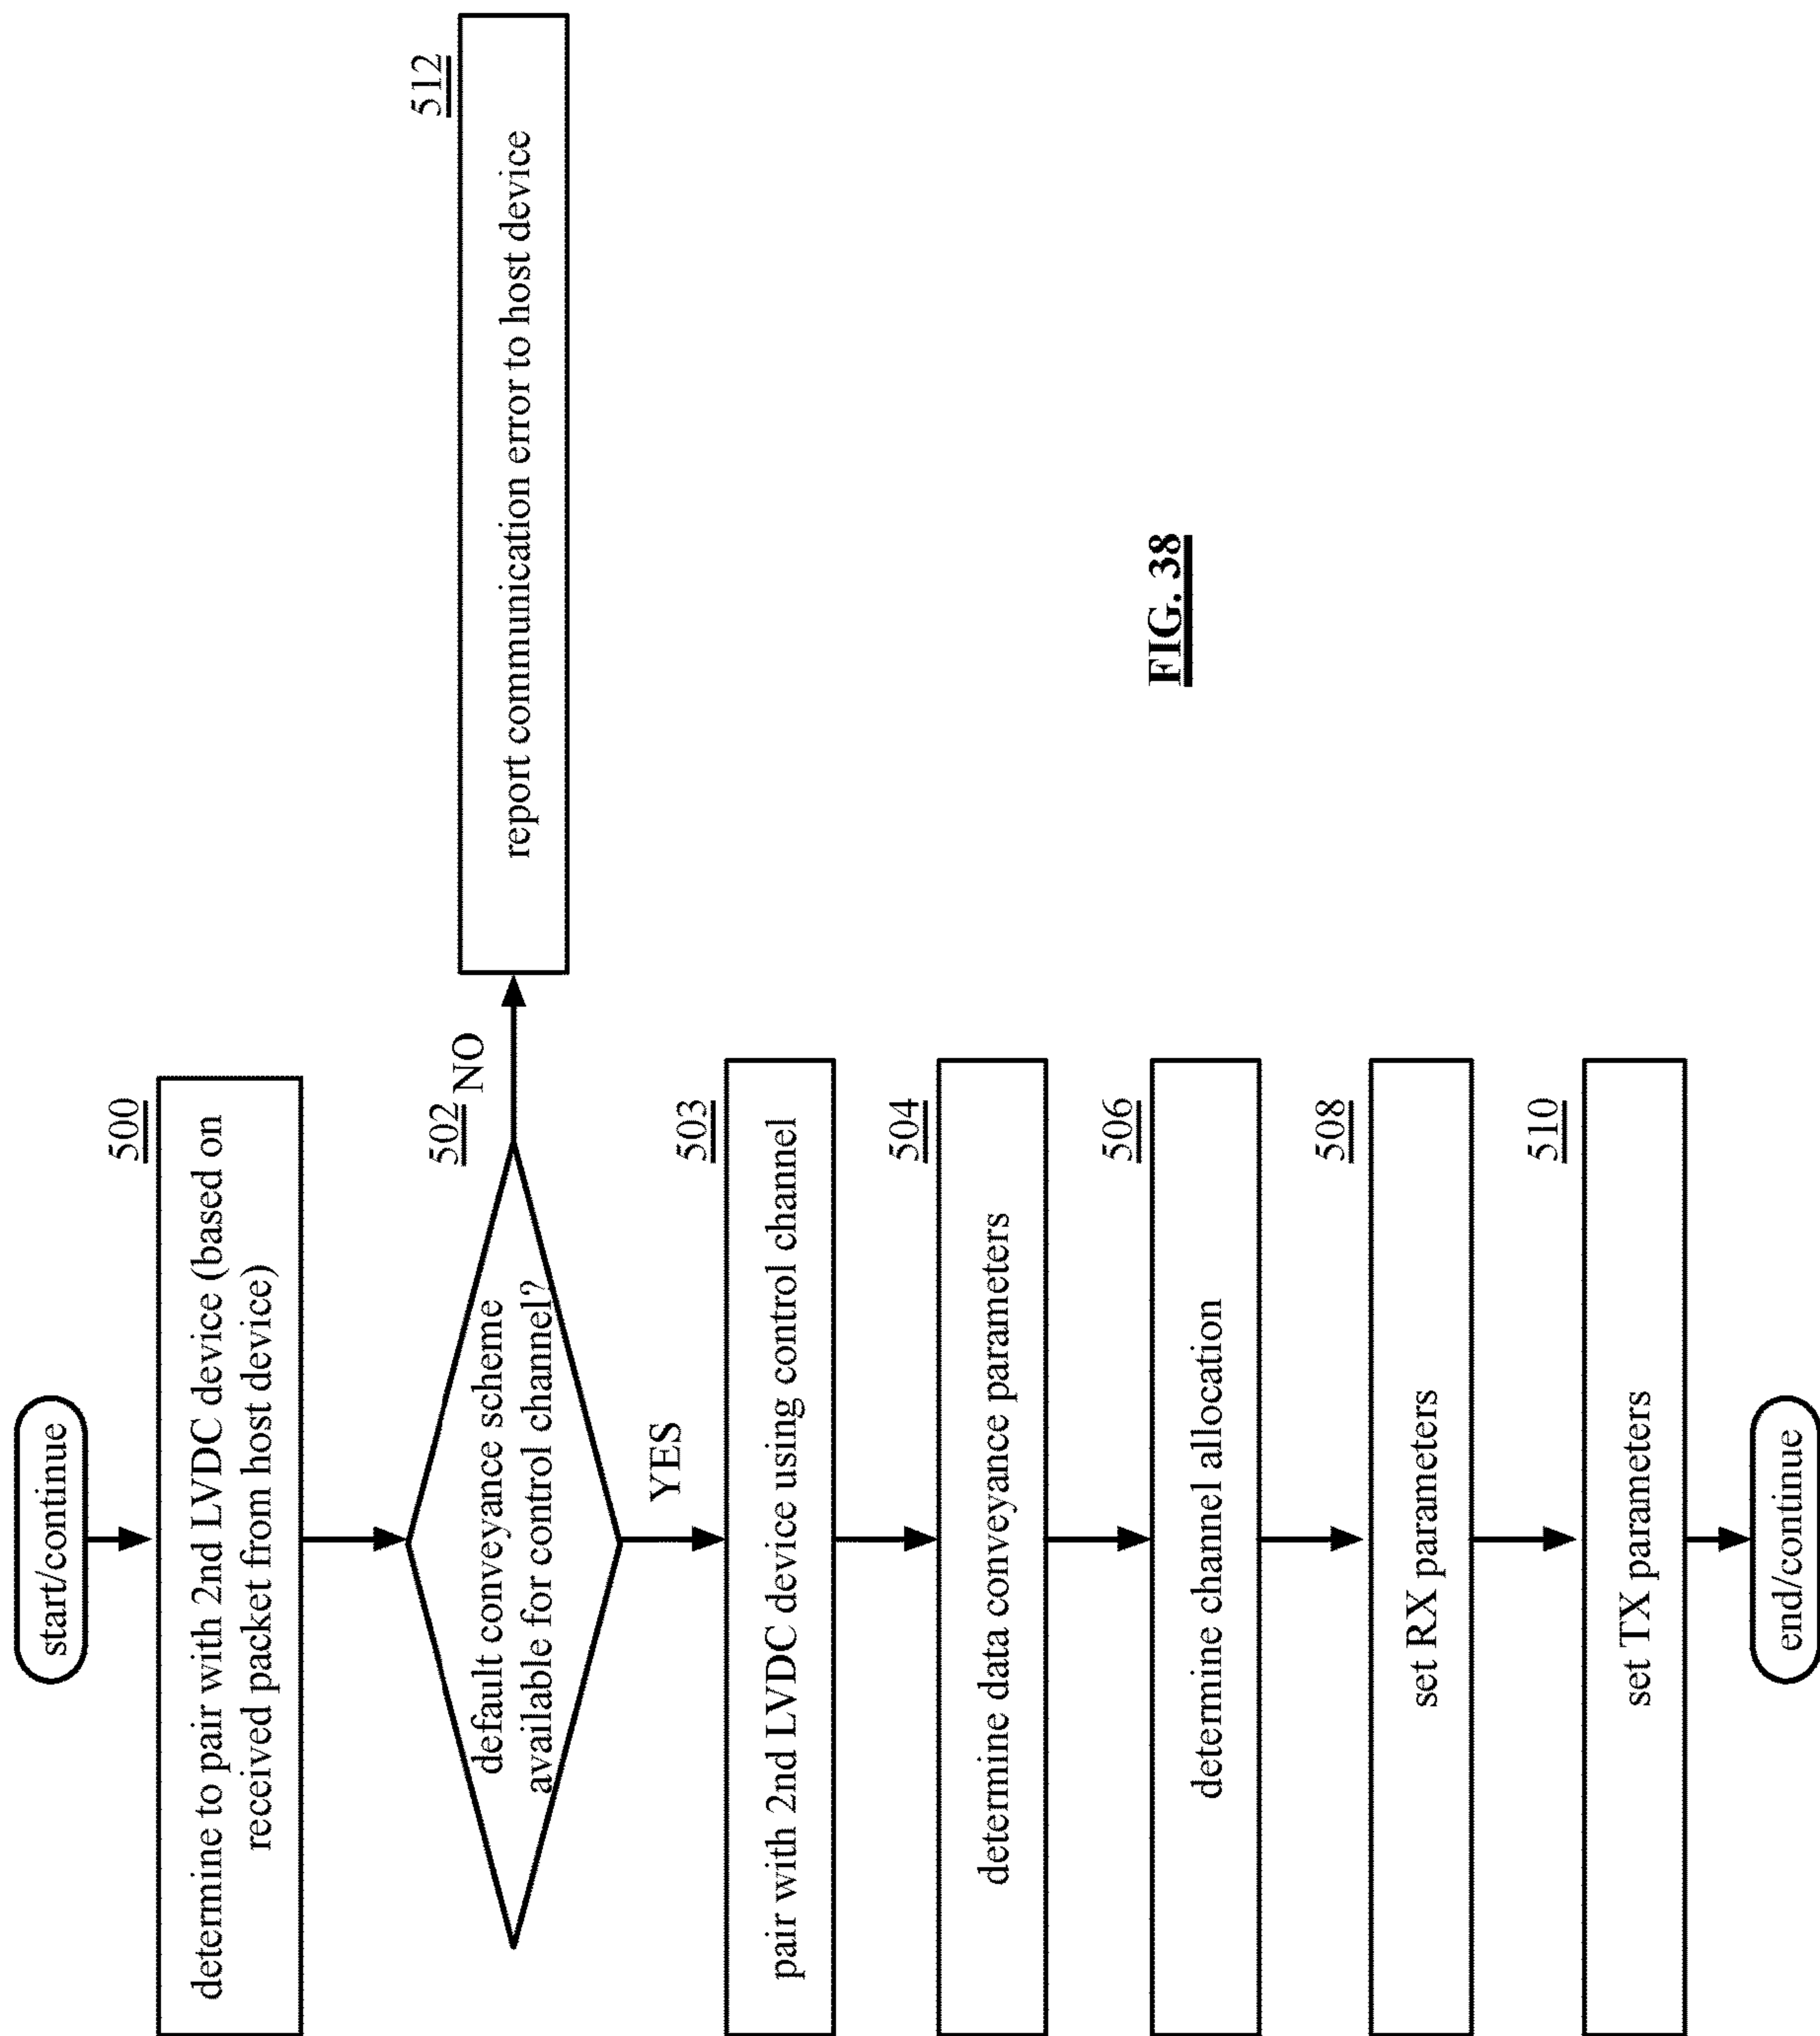 start/continue
500
determine to pair with 2nd LVDC device (based on
received packet from host device)
502
default conveyance scheme
available for control channel?
NO
512
report communication error to host device
YES
503
pair with 2nd LVDC device using control channel
504
determine data conveyance parameters
506
determine channel allocation
508
set RX parameters
510
set TX parameters
end/continue
FIG. 38